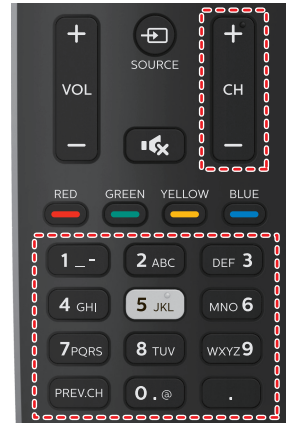 + +
SOURCE
VOL CH
- -
RED GREEN YELLOW BLUE
1 _- 2 ABC DEF 3
4 GHI 5 JKL MNO 6
7PQRS 8 TUV WXYZ9
PREV.CH 0 . @ .